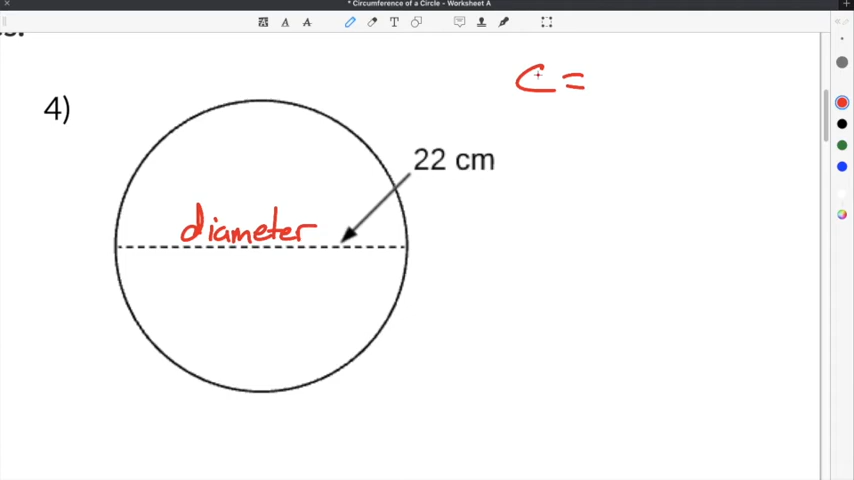 * Circumference of a Circle - Worksheet A
C =
4)
22 cm
diameter